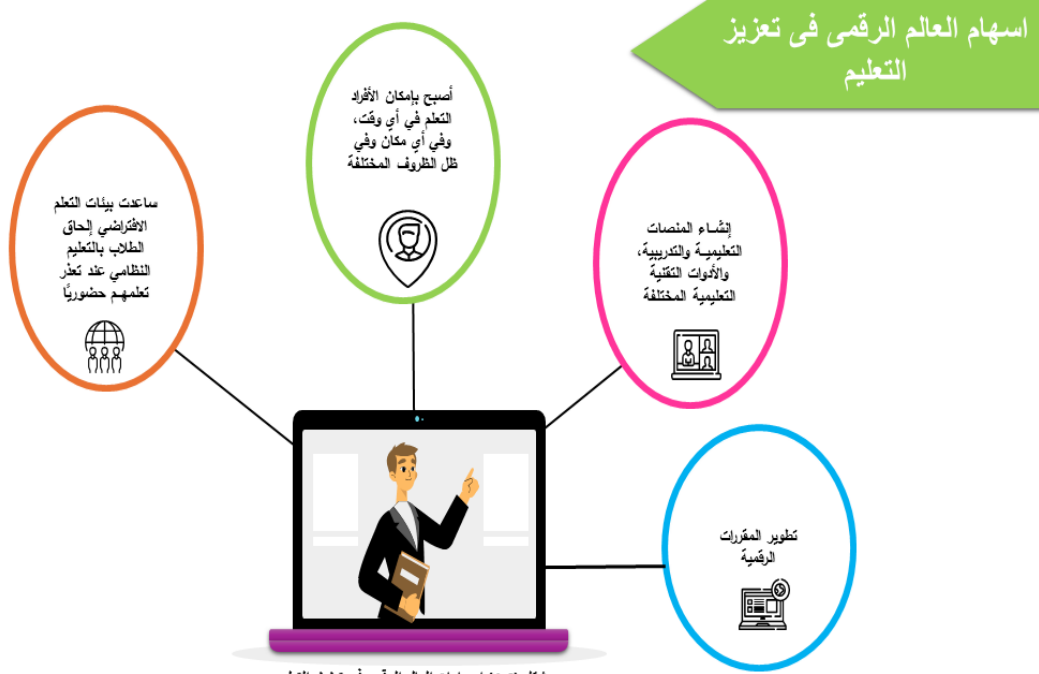 اسهام العالم الرقمى فى تعزيز
التعليم
تطوير المقررات
الرقمية
إنشاء المنصات
التعليمية والتدريبية،
والأدوات التقنية
التعليمية المختلفة
أصبح بإمكان الأفراد
التعلم في أي وقت،
وفي أي مكان وفي
ظل الظروف المختلفة
ساعدت بيئات التعلم
الافتراضي إلحاق
الطلاب بالتعليم
النظامي عند تعذر
تعلمهم حضوريًا